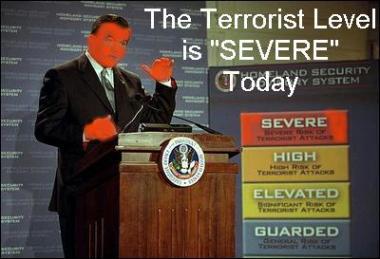 The Terrorist Level
is "SEVERE"
Today
HOMELAND SECURITY
SYSTEM
SEVERE
SEVERE RISK OF
TERRORIST ATTACKS
HIGH
HIGH RISK OF
TERRORIST ATTACKS
ELEVATED
SIGNIFICANT RISK OF
TERRORIST ATTACKS
GUARDED
GENERAL RISK OF
TERRORIST ATTACKS